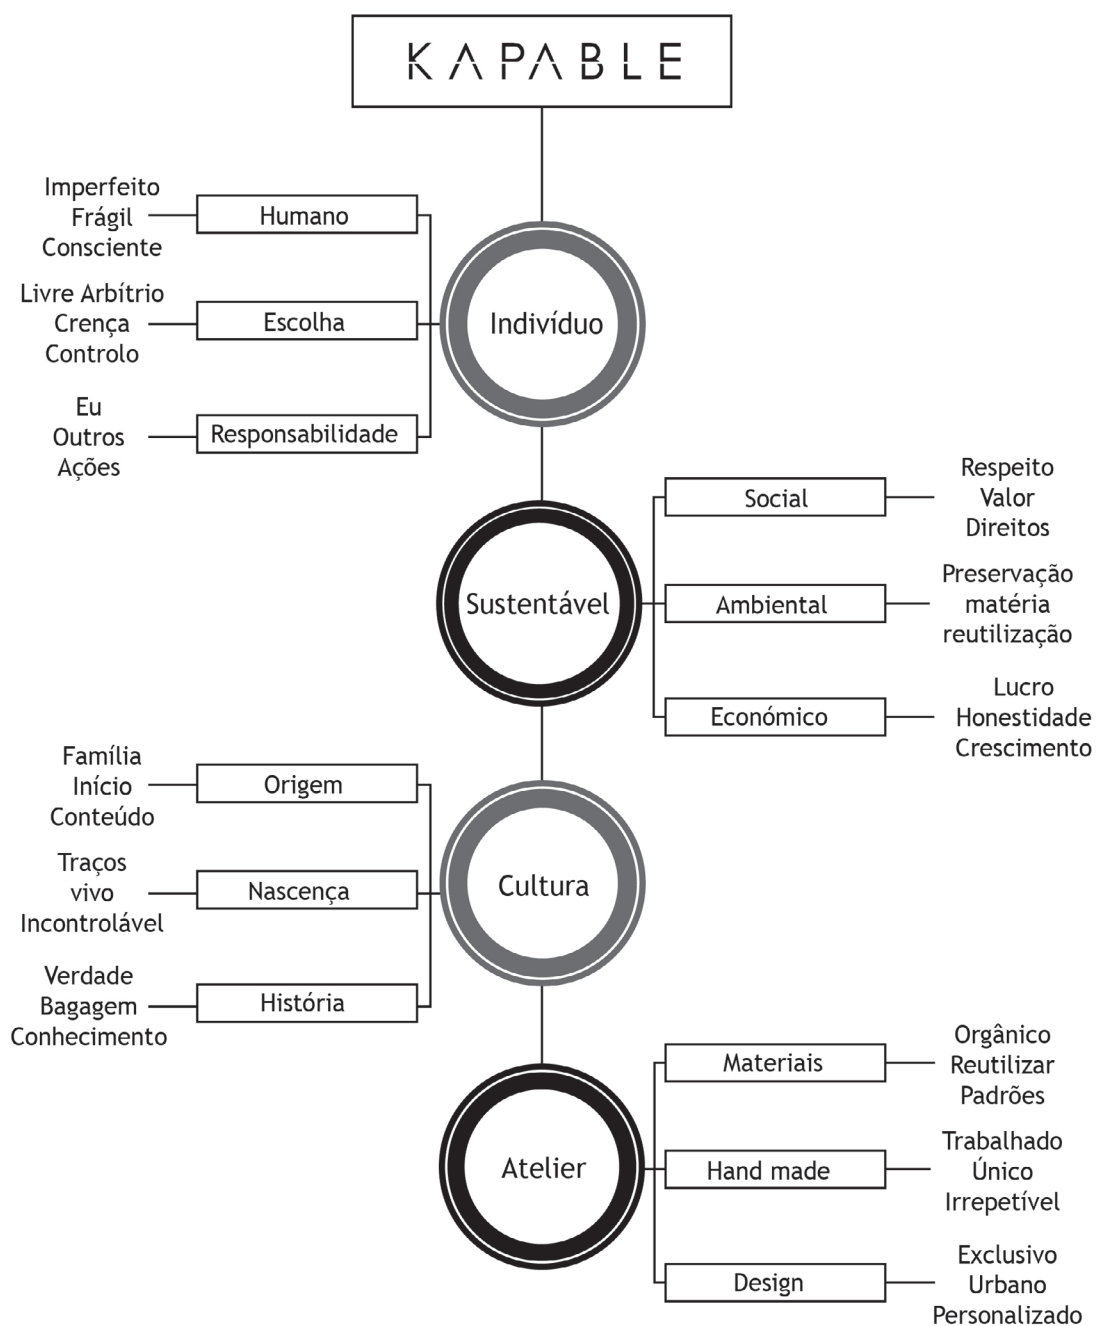 KAPABLE
Imperfeito
Frágil
Consciente
Humano
Livre Arbítrio
Crença
Controlo
Escolha
Eu
Outros
Ações
Responsabilidade
Indivíduo
Sustentável
Social
Respeito
Valor
Direitos
Ambiental
Preservação
matéria
reutilização
Económico
Lucro
Honestidade
Crescimento
Família
Início
Conteúdo
Origem
Traços
vivo
Incontrolável
Nascença
Verdade
Bagagem
Conhecimento
História
Cultura
Atelier
Materiais
Orgânico
Reutilizar
Padrões
Hand made
Trabalhado
Único
Irrepetível
Design
Exclusivo
Urbano
Personalizado